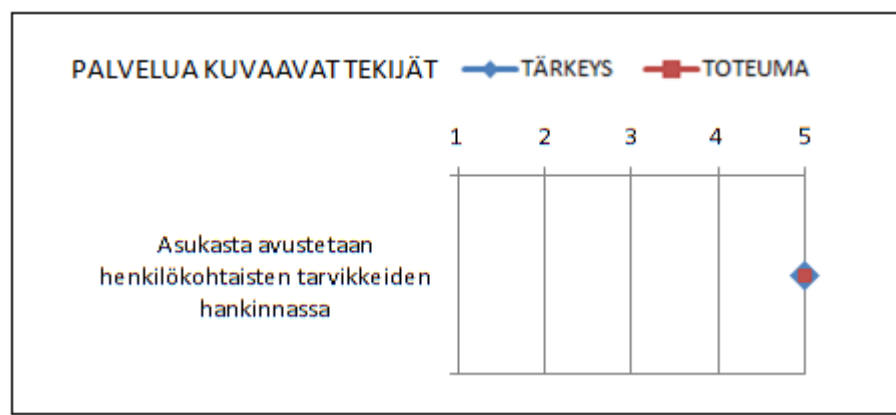 PALVELUA KUVAAVAT TEKIJÄT TÄRKEYS TOTEUMA
1 2 3 4 5
Asukasta avustetaan
henkilökohtaisten tarvikkeiden
hankinnassa